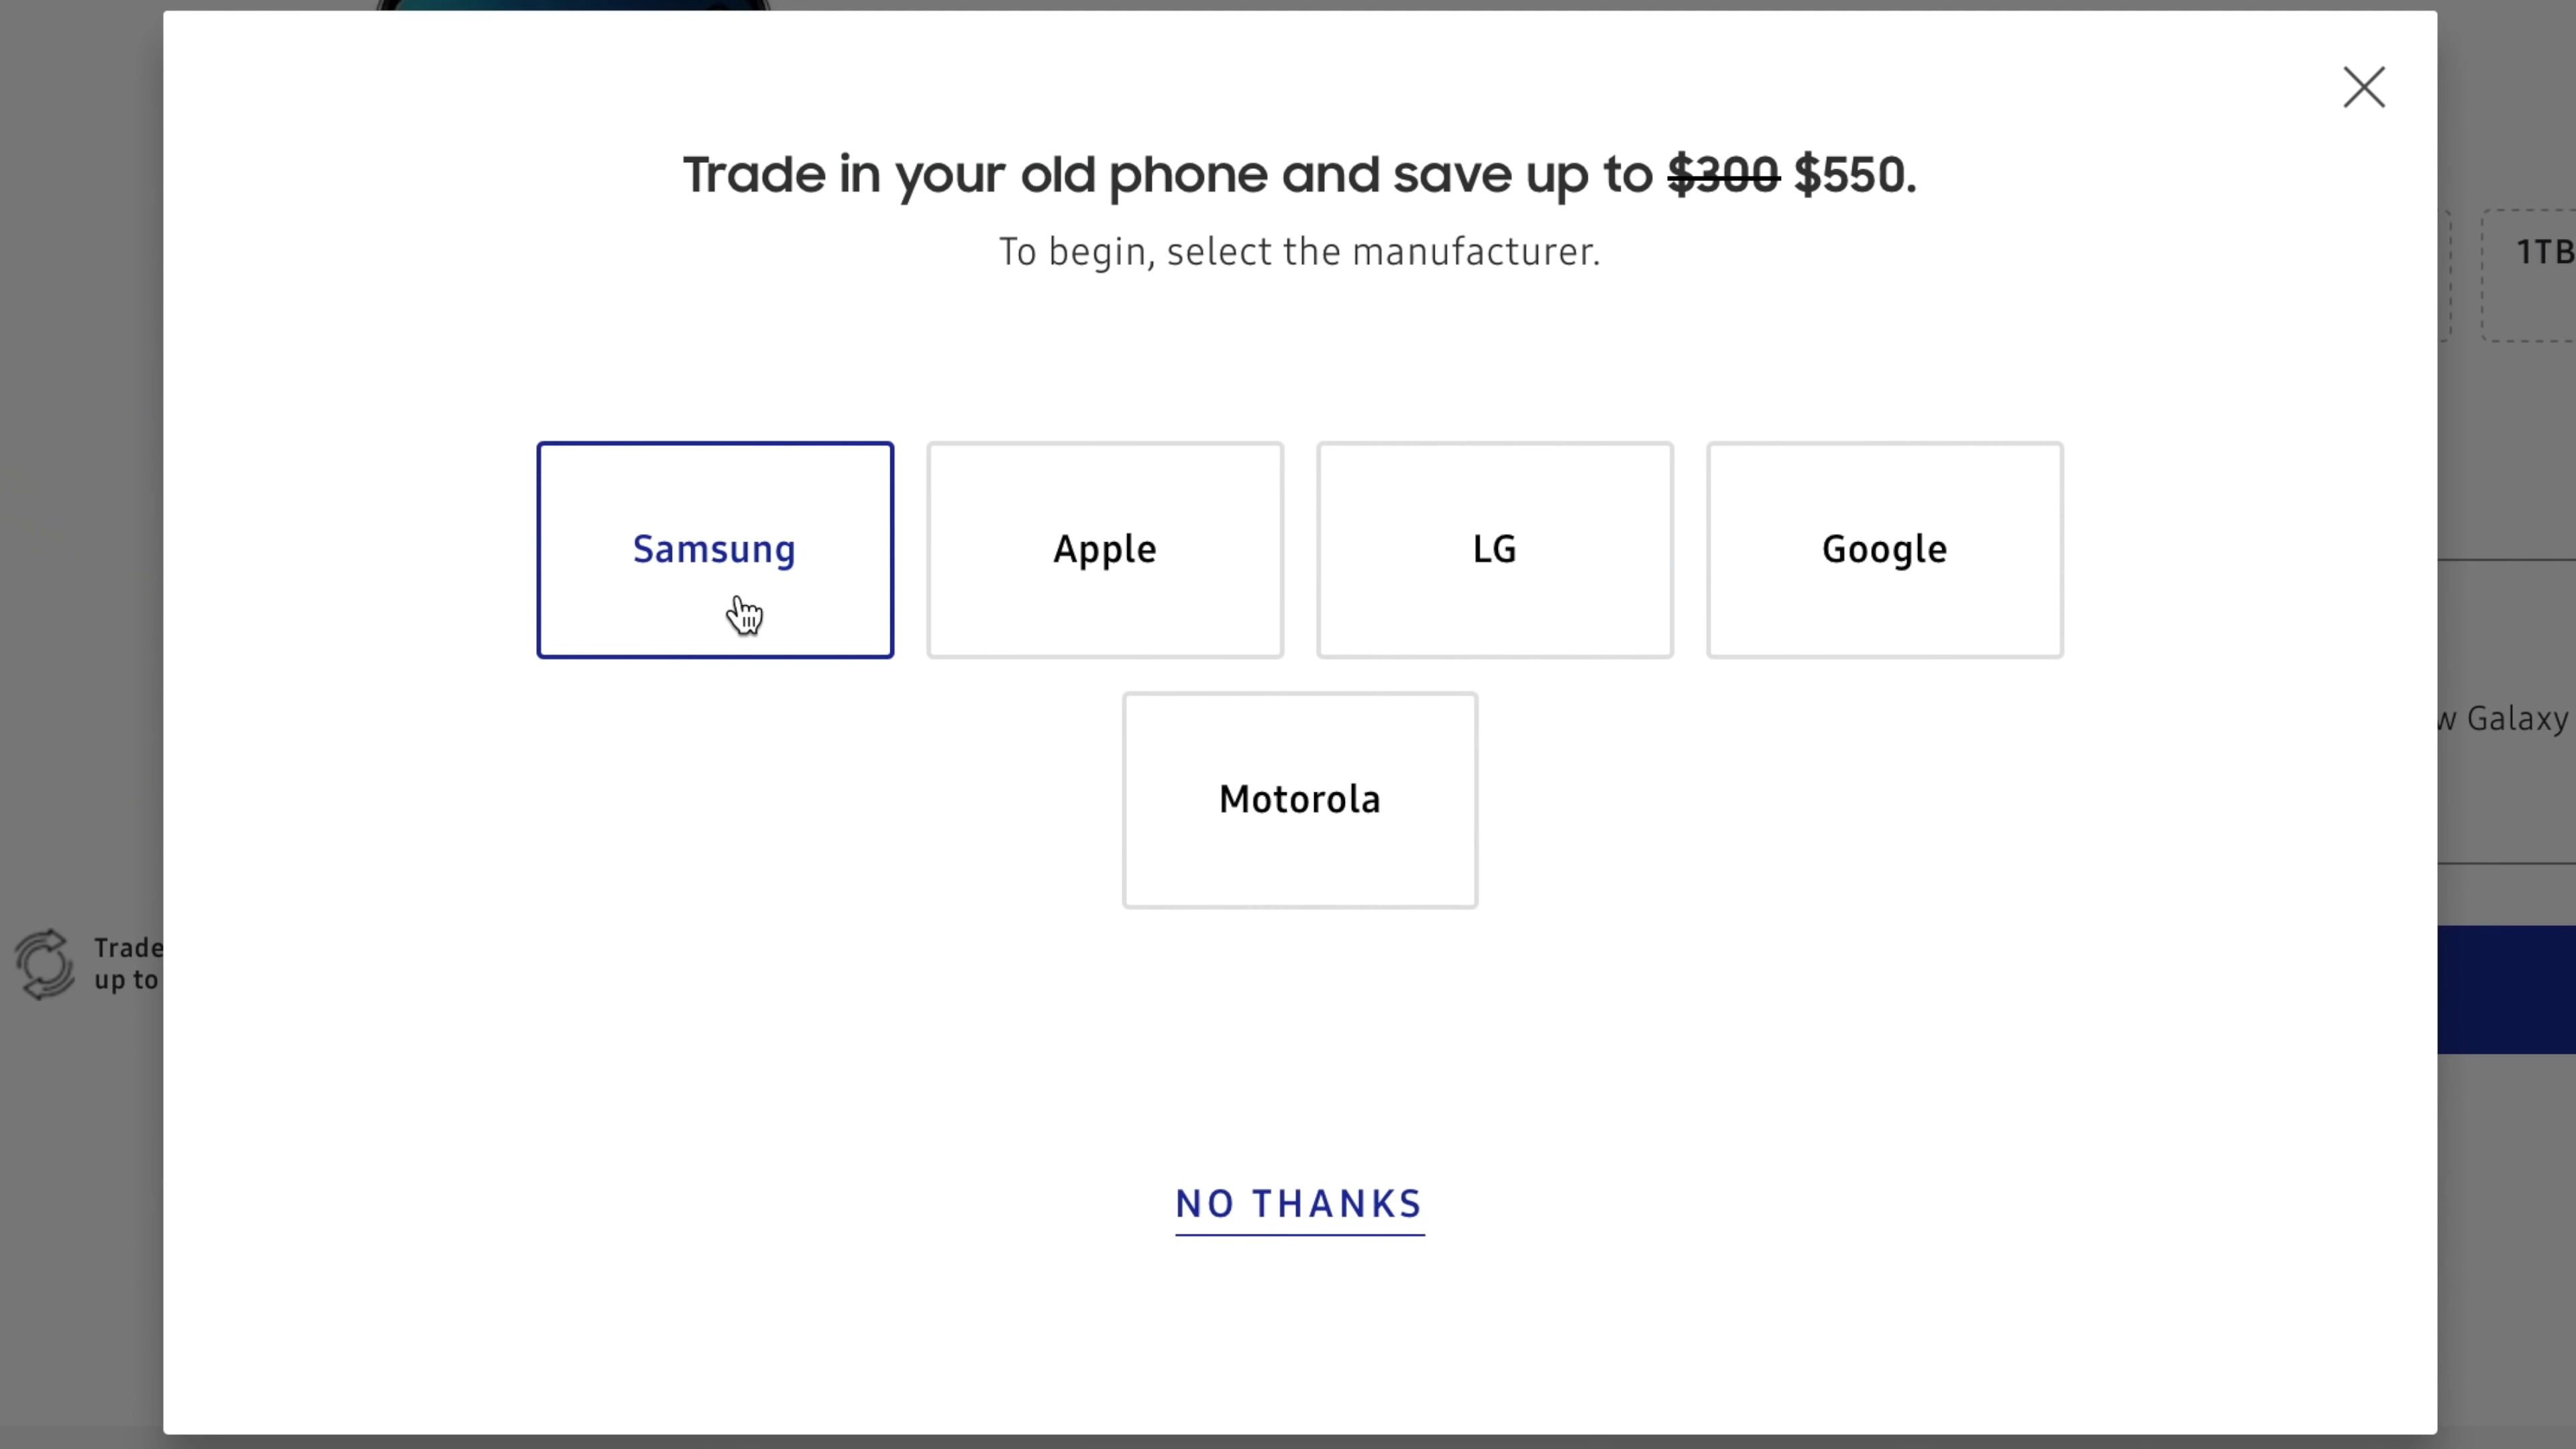 Trade in your old phone and save up to $300 $550.
To begin, select the manufacturer.
1TB
Samsung
Apple
LG
Google
Galaxy
Motorola
Trade
up to
NO THANKS